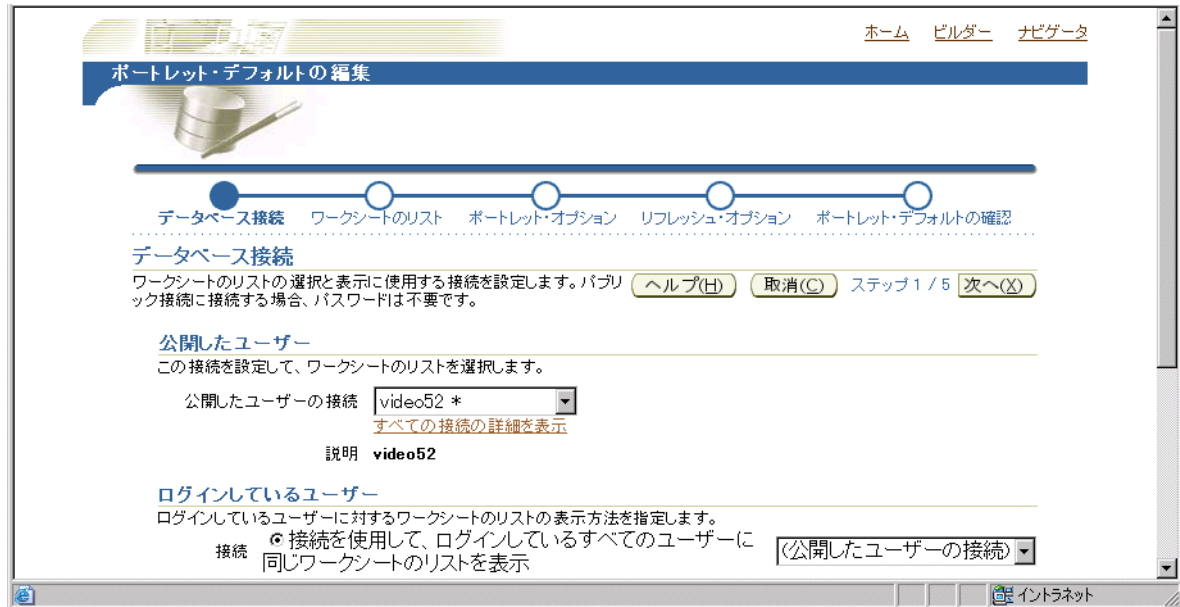 ホーム ビルダー ナビゲータ
ポートレット・デフォルトの編集
データベース接続 ワークシートのリスト ポートレット・オプション リフレッシュ・オプション ポートレット・デフォルトの確認
データベース接続
ワークシートのリストの選択と表示に使用する接続を設定します。パブリ
ック接続に接続する場合、パスワードは不要です。
ヘルプ(H) 取消(C) ステップ 1 / 5 次へ(X)
公開したユーザー
この接続を設定して、ワークシートのリストを選択します。
公開したユーザーの接続 video52 *
すべての接続の詳細を表示
説明 video52
ログインしているユーザー
ログインしているユーザーに対するワークシートのリストの表示方法を指定します。
接続 接続を使用して、ログインしているすべてのユーザーに
同じワークシートのリストを表示
(公開したユーザーの接続)
イントラネット